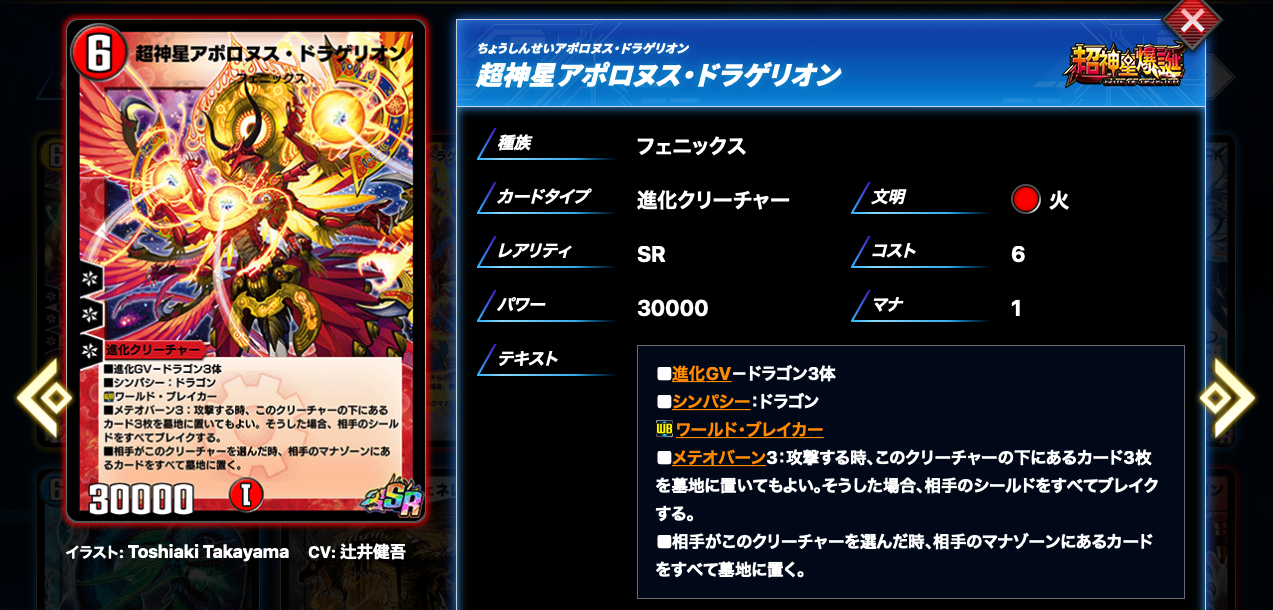 6
超神星アポロヌス・ドラゲリオン
フェニックス
進化クリーチャー
■進化GV－ドラゴン3体
■シンパシー：ドラゴン
WB ワールド・ブレイカー
■メテオバーン3：攻撃する時、このクリーチャーの下にある
カード3枚を墓地に置いてもよい。そうした場合、相手のシール
ドをすべてブレイクする。
■相手がこのクリーチャーを選んだ時、相手のマナゾーンにあ
るカードをすべて墓地に置く。
30000
1
SR
イラスト: Toshiaki Takayama CV: 辻井健吾
ちょうしんせいアポロヌス・ドラゲリオン
超神星アポロヌス・ドラゲリオン
超神星爆誕
種族 フェニックス
カードタイプ 進化クリーチャー 文明 火
レアリティ SR コスト 6
パワー 30000 マナ 1
テキスト
■進化GV－ドラゴン3体
■シンパシー：ドラゴン
WB ワールド・ブレイカー
■メテオバーン3：攻撃する時、このクリーチャーの下にあるカード3枚
を墓地に置いてもよい。そうした場合、相手のシールドをすべてブレイク
する。
■相手がこのクリーチャーを選んだ時、相手のマナゾーンにあるカード
をすべて墓地に置く。